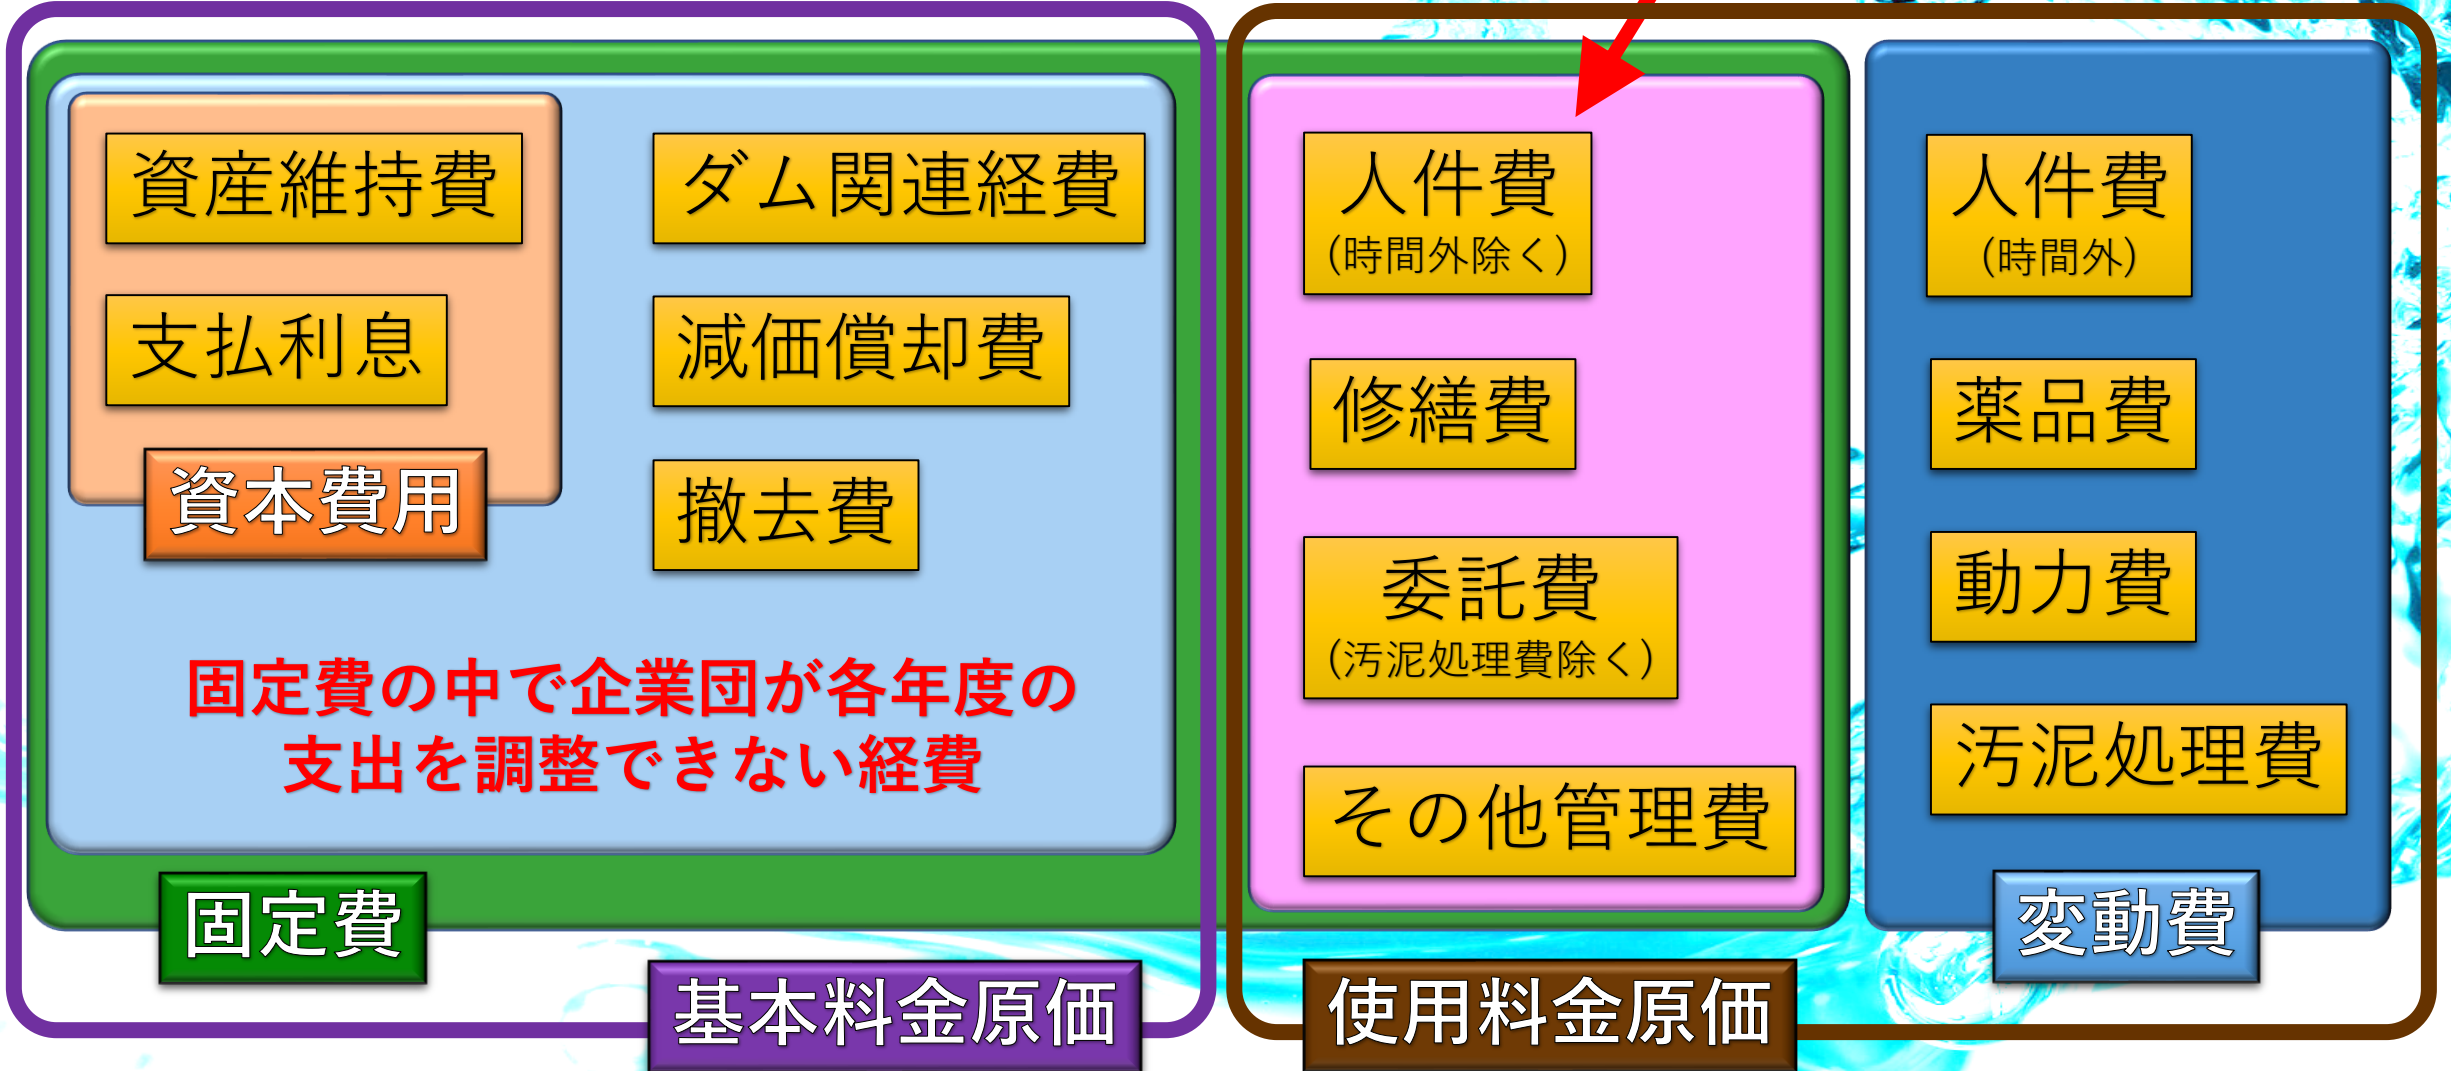 資産維持費
支払利息
資本費用
ダム関連経費
減価償却費
撤去費
固定費の中で企業団が各年度の
支出を調整できない経費
固定費
基本料金原価
人件費
（時間外除く）
修繕費
委託費
（汚泥処理費除く）
その他管理費
使用料金原価
人件費
（時間外）
薬品費
動力費
汚泥処理費
変動費